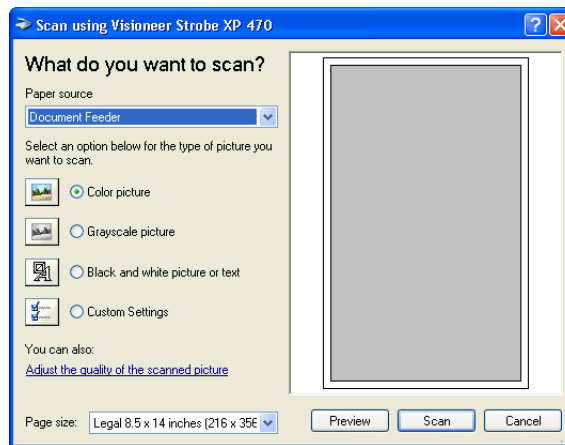 Scan using Visioneer Strobe XP 470
What do you want to scan?
Paper source
Document Feeder
Select an option below for the type of picture you
want to scan.
Color picture
Grayscale picture
Black and white picture or text
Custom Settings
You can also:
Adjust the quality of the scanned picture
Page size: Legal 8.5 x 14 inches (216 x 356
Preview Scan Cancel